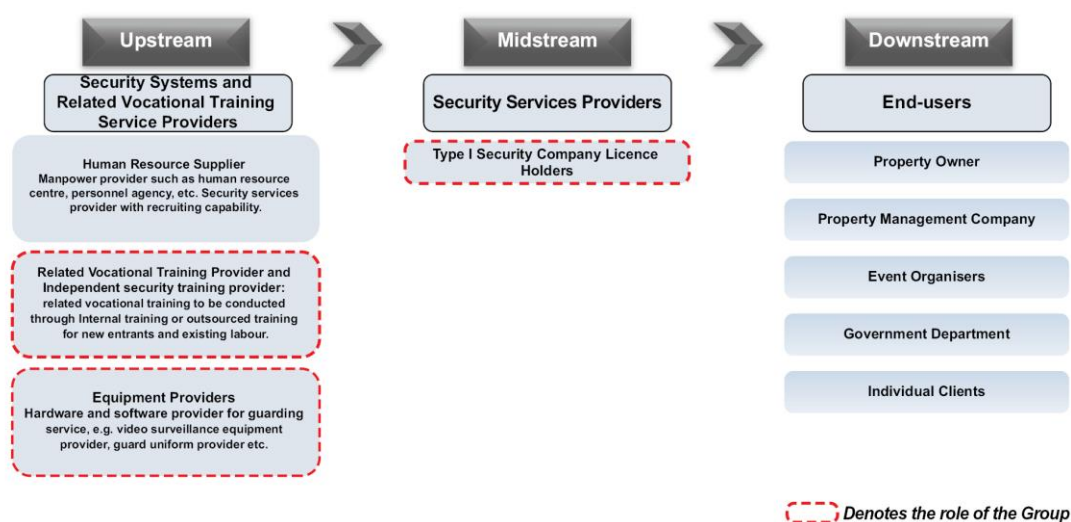 Upstream
Security Systems and
Related Vocational Training
Service Providers
Human Resource Supplier
Manpower provider such as human resource
centre, personnel agency, etc. Security services
provider with recruiting capability.
Related Vocational Training Provider and
Independent security training provider:
related vocational training to be conducted
through Internal training or outsourced training
for new entrants and existing labour.
Equipment Providers
Hardware and software provider for guarding
service, e.g. video surveillance equipment
provider, guard uniform provider etc.
Midstream
Security Services Providers
Type I Security Company Licence
Holders
Downstream
End-users
Property Owner
Property Management Company
Event Organisers
Government Department
Individual Clients
Denotes the role of the Group